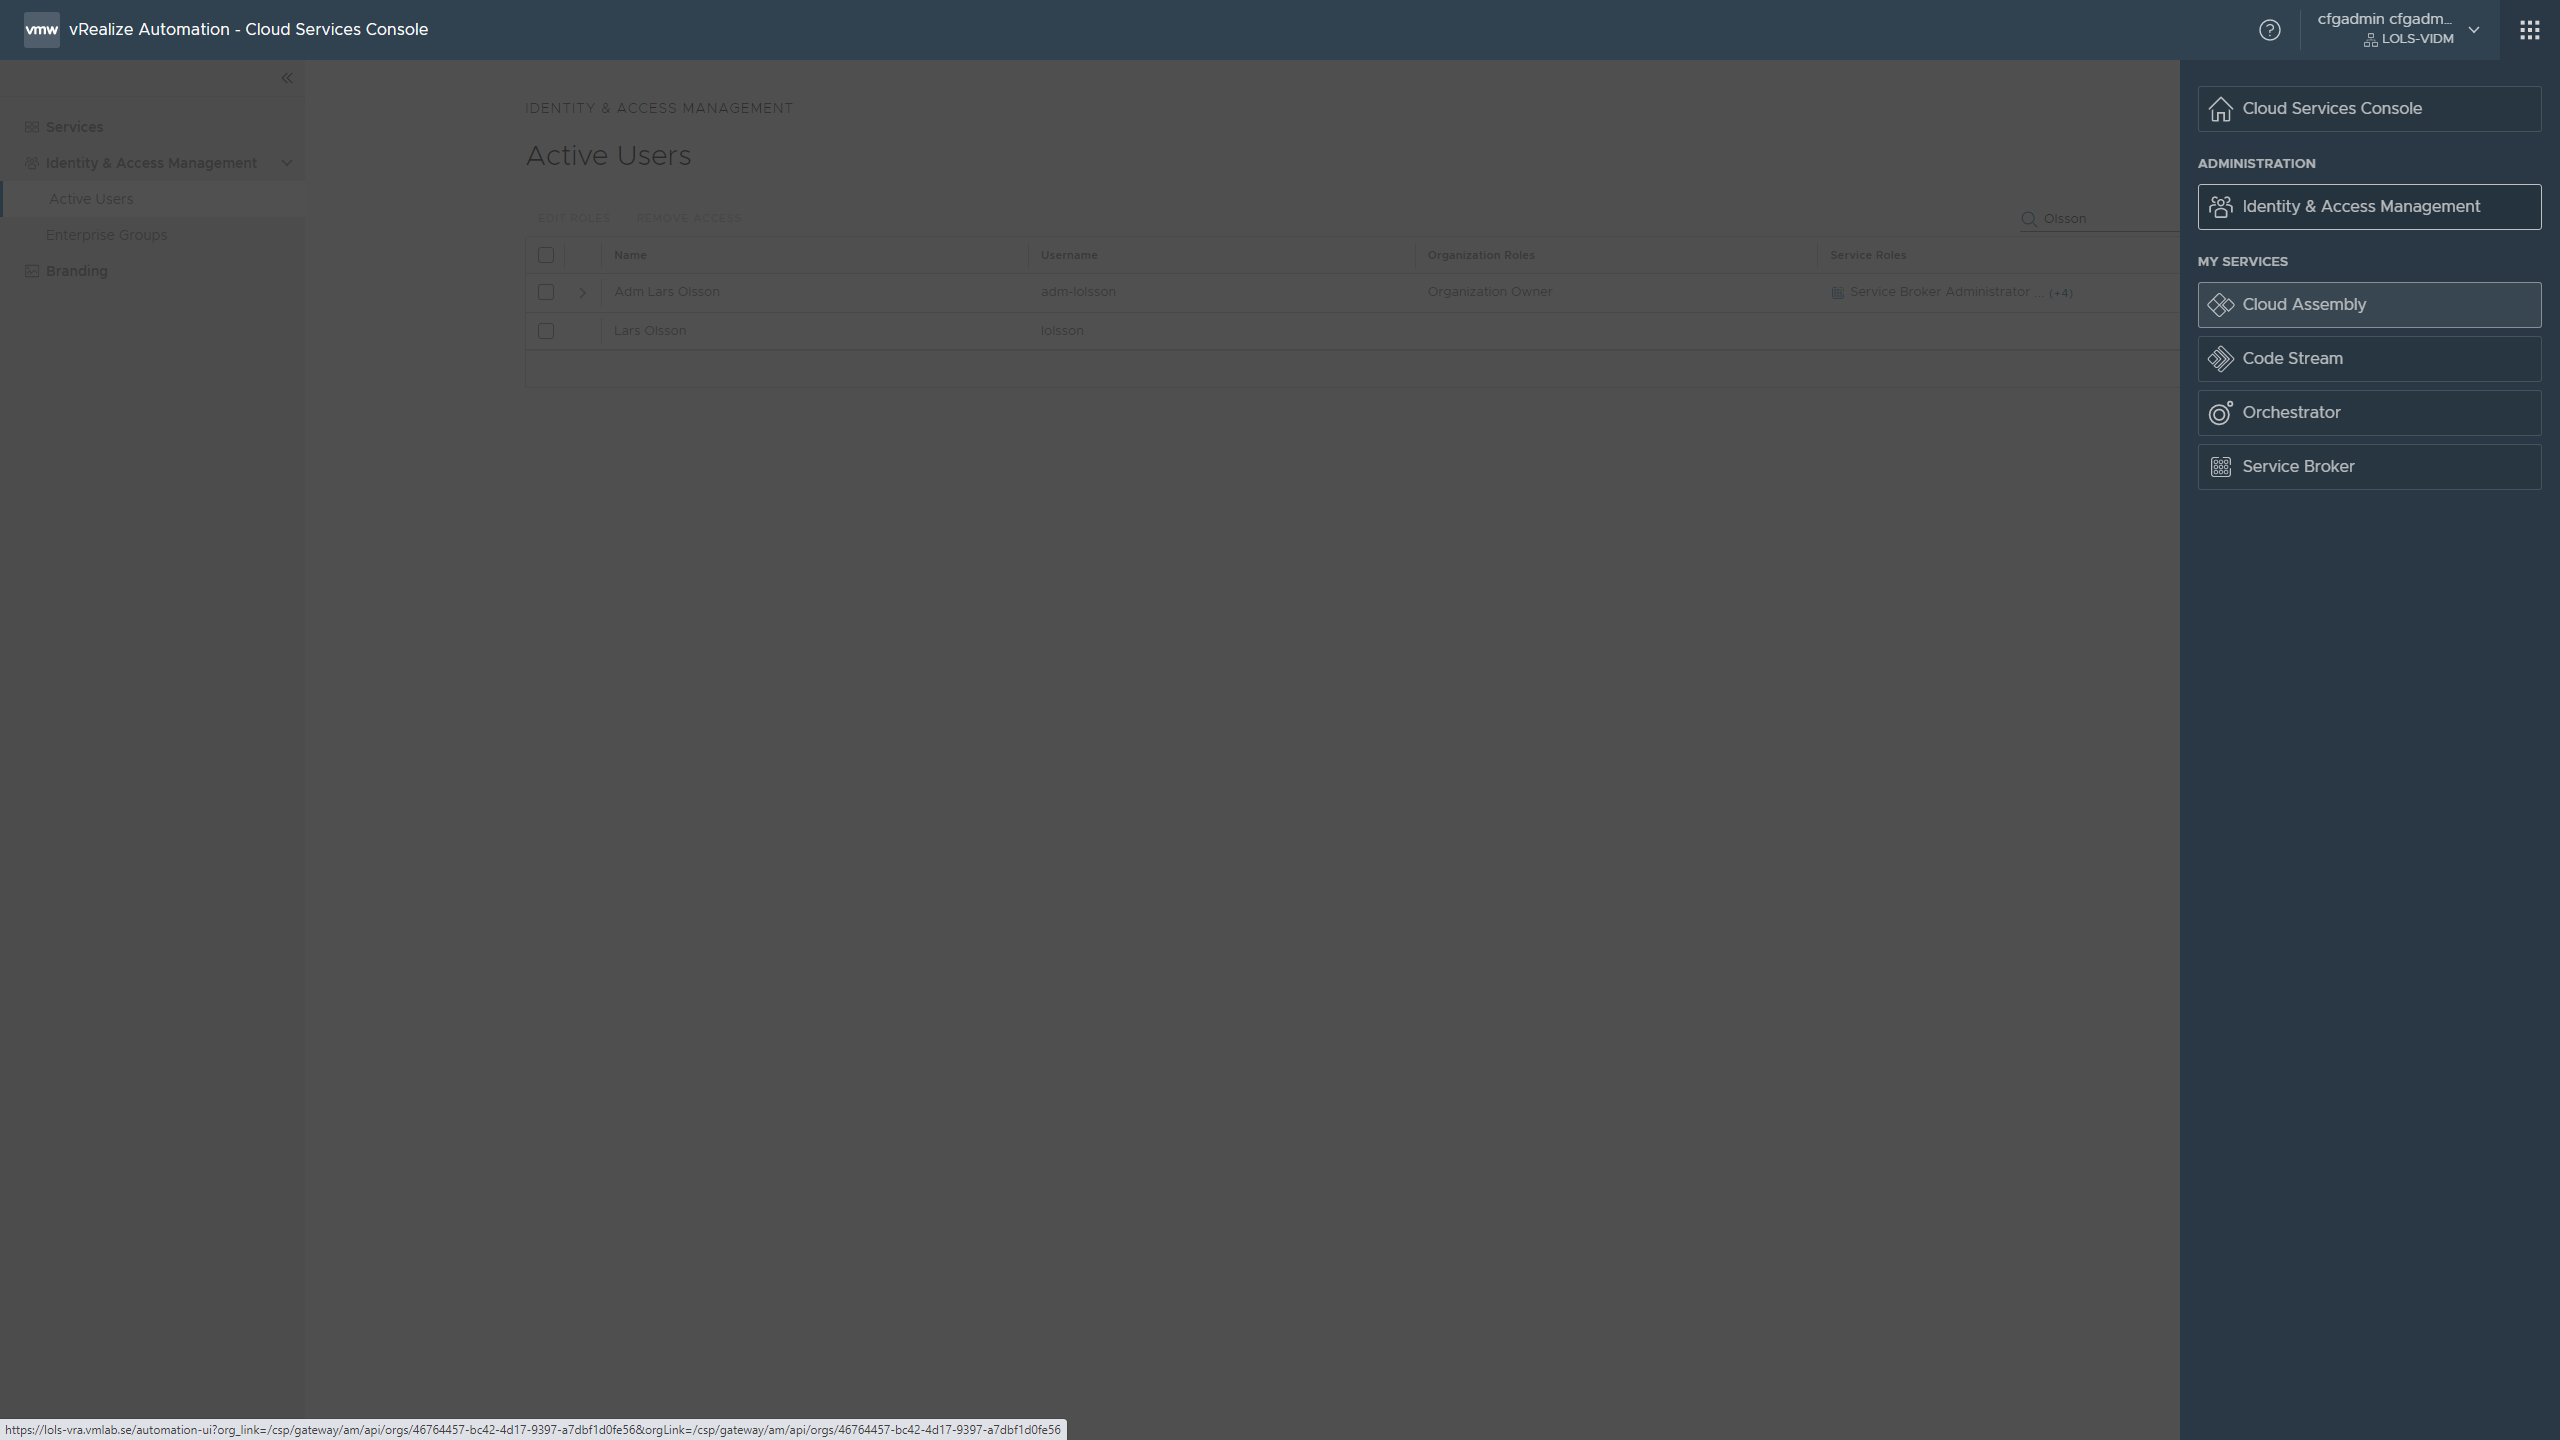 vmw vRealize Automation - Cloud Services Console
cfgadmin cfgadm...
LOLS-VIDM
Services
Identity & Access Management
Active Users
Enterprise Groups
Branding
IDENTITY & ACCESS MANAGEMENT
Active Users
EDIT ROLES REMOVE ACCESS
Olsson
Name Username Organization Roles Service Roles
Adm Lars Olsson adm-lolsson Organization Owner Service Broker Administrator ... (+4)
Lars Olsson lolsson
Cloud Services Console
ADMINISTRATION
Identity & Access Management
MY SERVICES
Cloud Assembly
Code Stream
Orchestrator
Service Broker
https://lols-vra.vmlab.se/automation-ui?org_link=/csp/gateway/am/api/orgs/46764457-bc42-4d17-9397-a7dbf1d0fe56&orgLink=/csp/gateway/am/api/orgs/46764457-bc42-4d17-9397-a7dbf1d0fe56